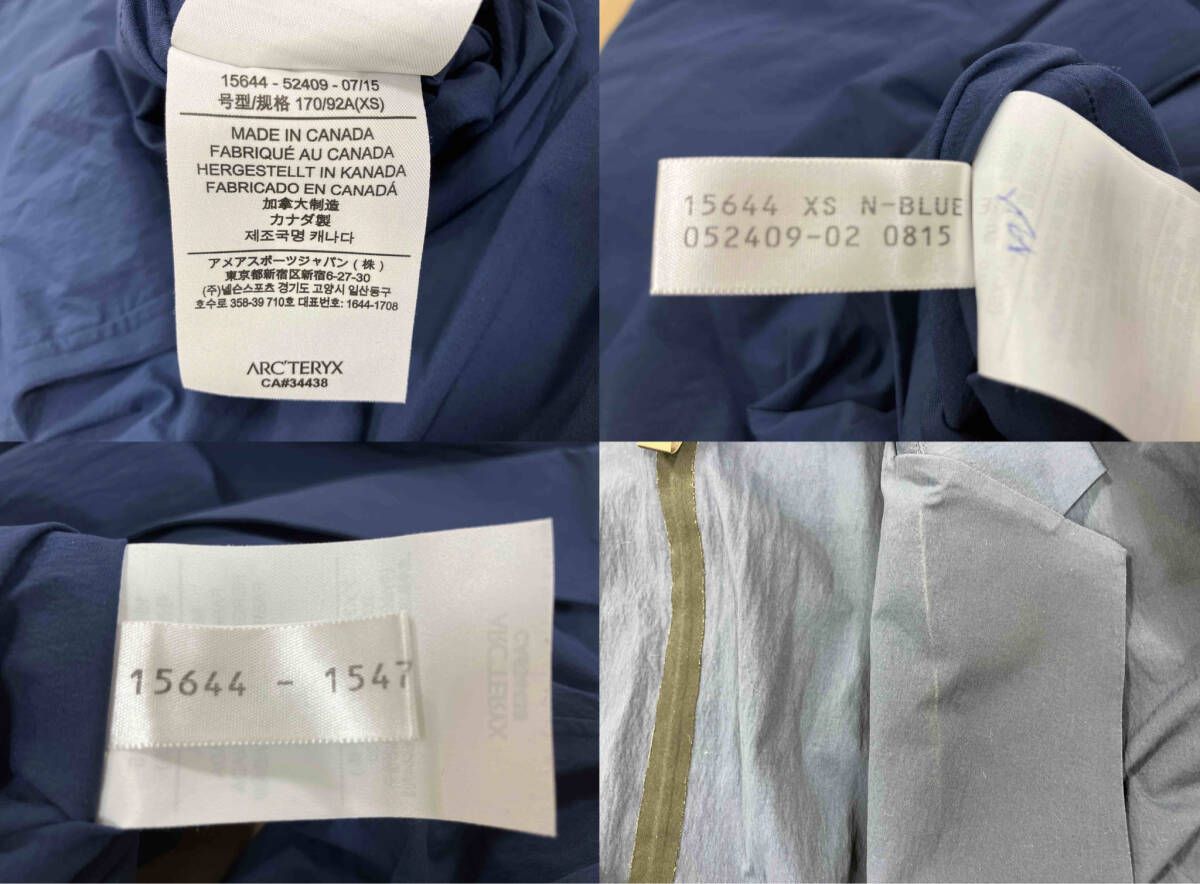 15644 - 52409 - 07/15
号型/规格 170/92A(XS)
MADE IN CANADA
FABRIQUÉ AU CANADA
HERGESTELLT IN KANADA
FABRICADO EN CANADÁ
加拿大制造
カナダ製
제조국명 캐나다
アメアスポーツジャパン(株)
東京都新宿区新宿6-27-30
(주)넬슨스포츠 경기도 고양시 일산동구
호수로 358-39 710호 대표번호: 1644-1708
ARC'TERYX
CA#34438
15644 XS N-BLUE
052409-02 0815
15644 - 1547
ARC'TERYX
CA#34438